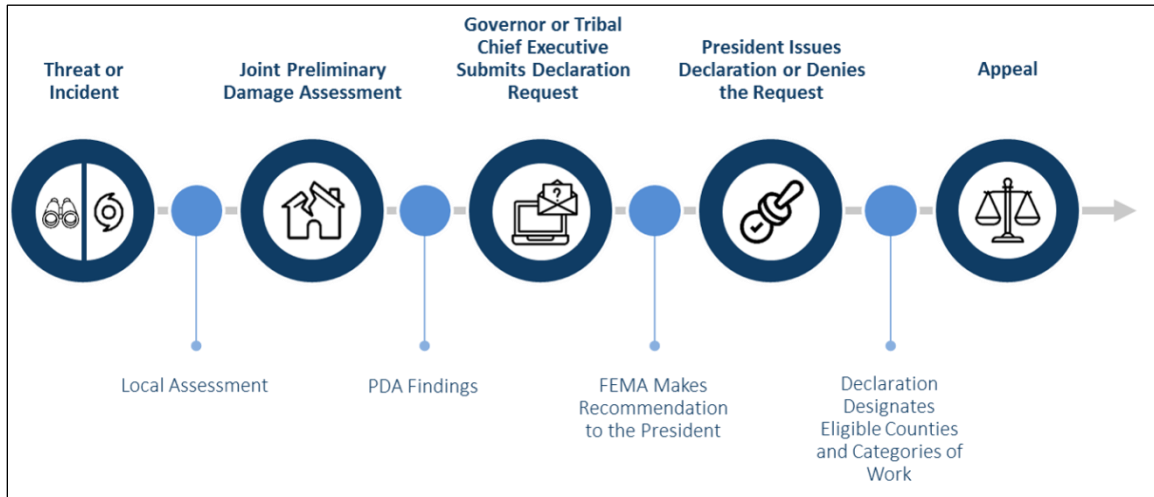 Threat or
Incident
Joint Preliminary
Damage Assessment
Governor or Tribal
Chief Executive
Submits Declaration
Request
President Issues
Declaration or Denies
the Request
Appeal
?
Local Assessment
PDA Findings
FEMA Makes
Recommendation
to the President
Declaration
Designates
Eligible Counties
and Categories of
Work